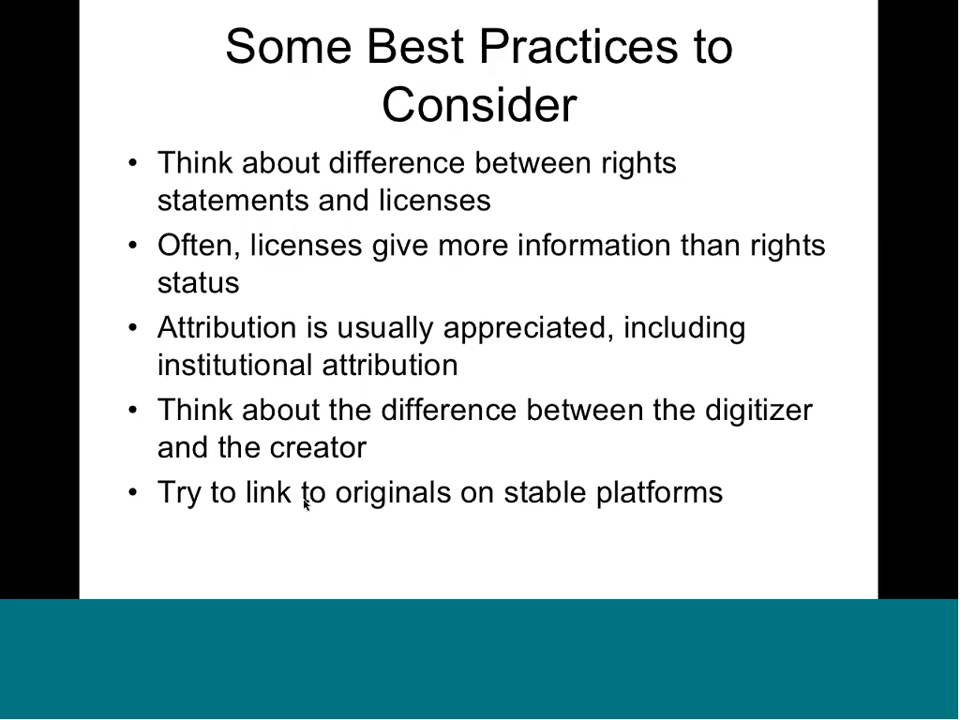 Some Best Practices to
Consider
• Think about difference between rights
statements and licenses
• Often, licenses give more information than rights
status
• Attribution is usually appreciated, including
institutional attribution
• Think about the difference between the digitizer
and the creator
• Try to link to originals on stable platforms